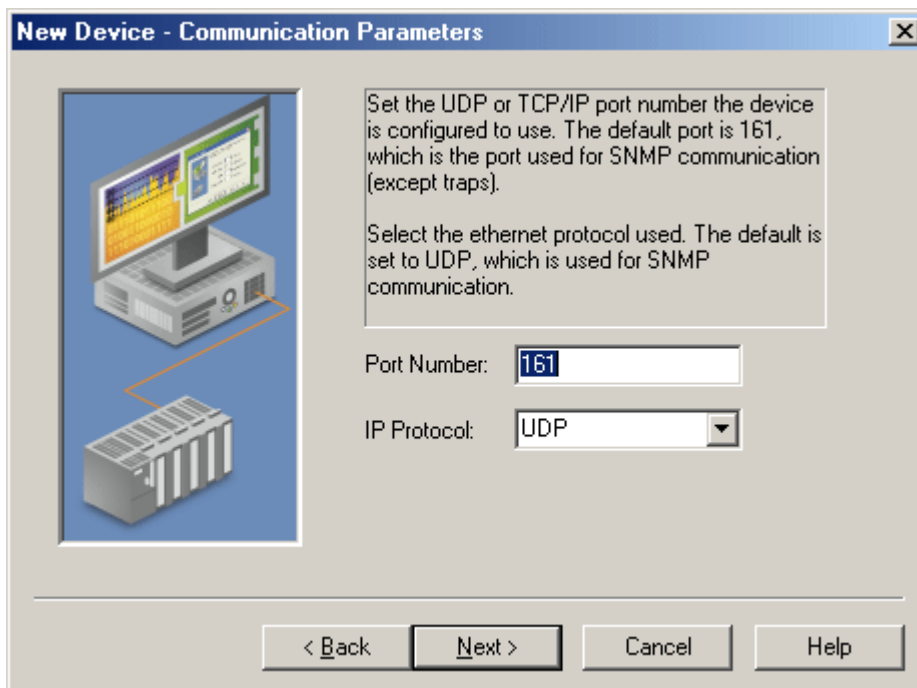 New Device - Communication Parameters
Set the UDP or TCP/IP port number the device
is configured to use. The default port is 161,
which is the port used for SNMP communication
(except traps).
Select the ethernet protocol used. The default is
set to UDP, which is used for SNMP
communication.
Port Number: 161
IP Protocol: UDP
< Back Next > Cancel Help